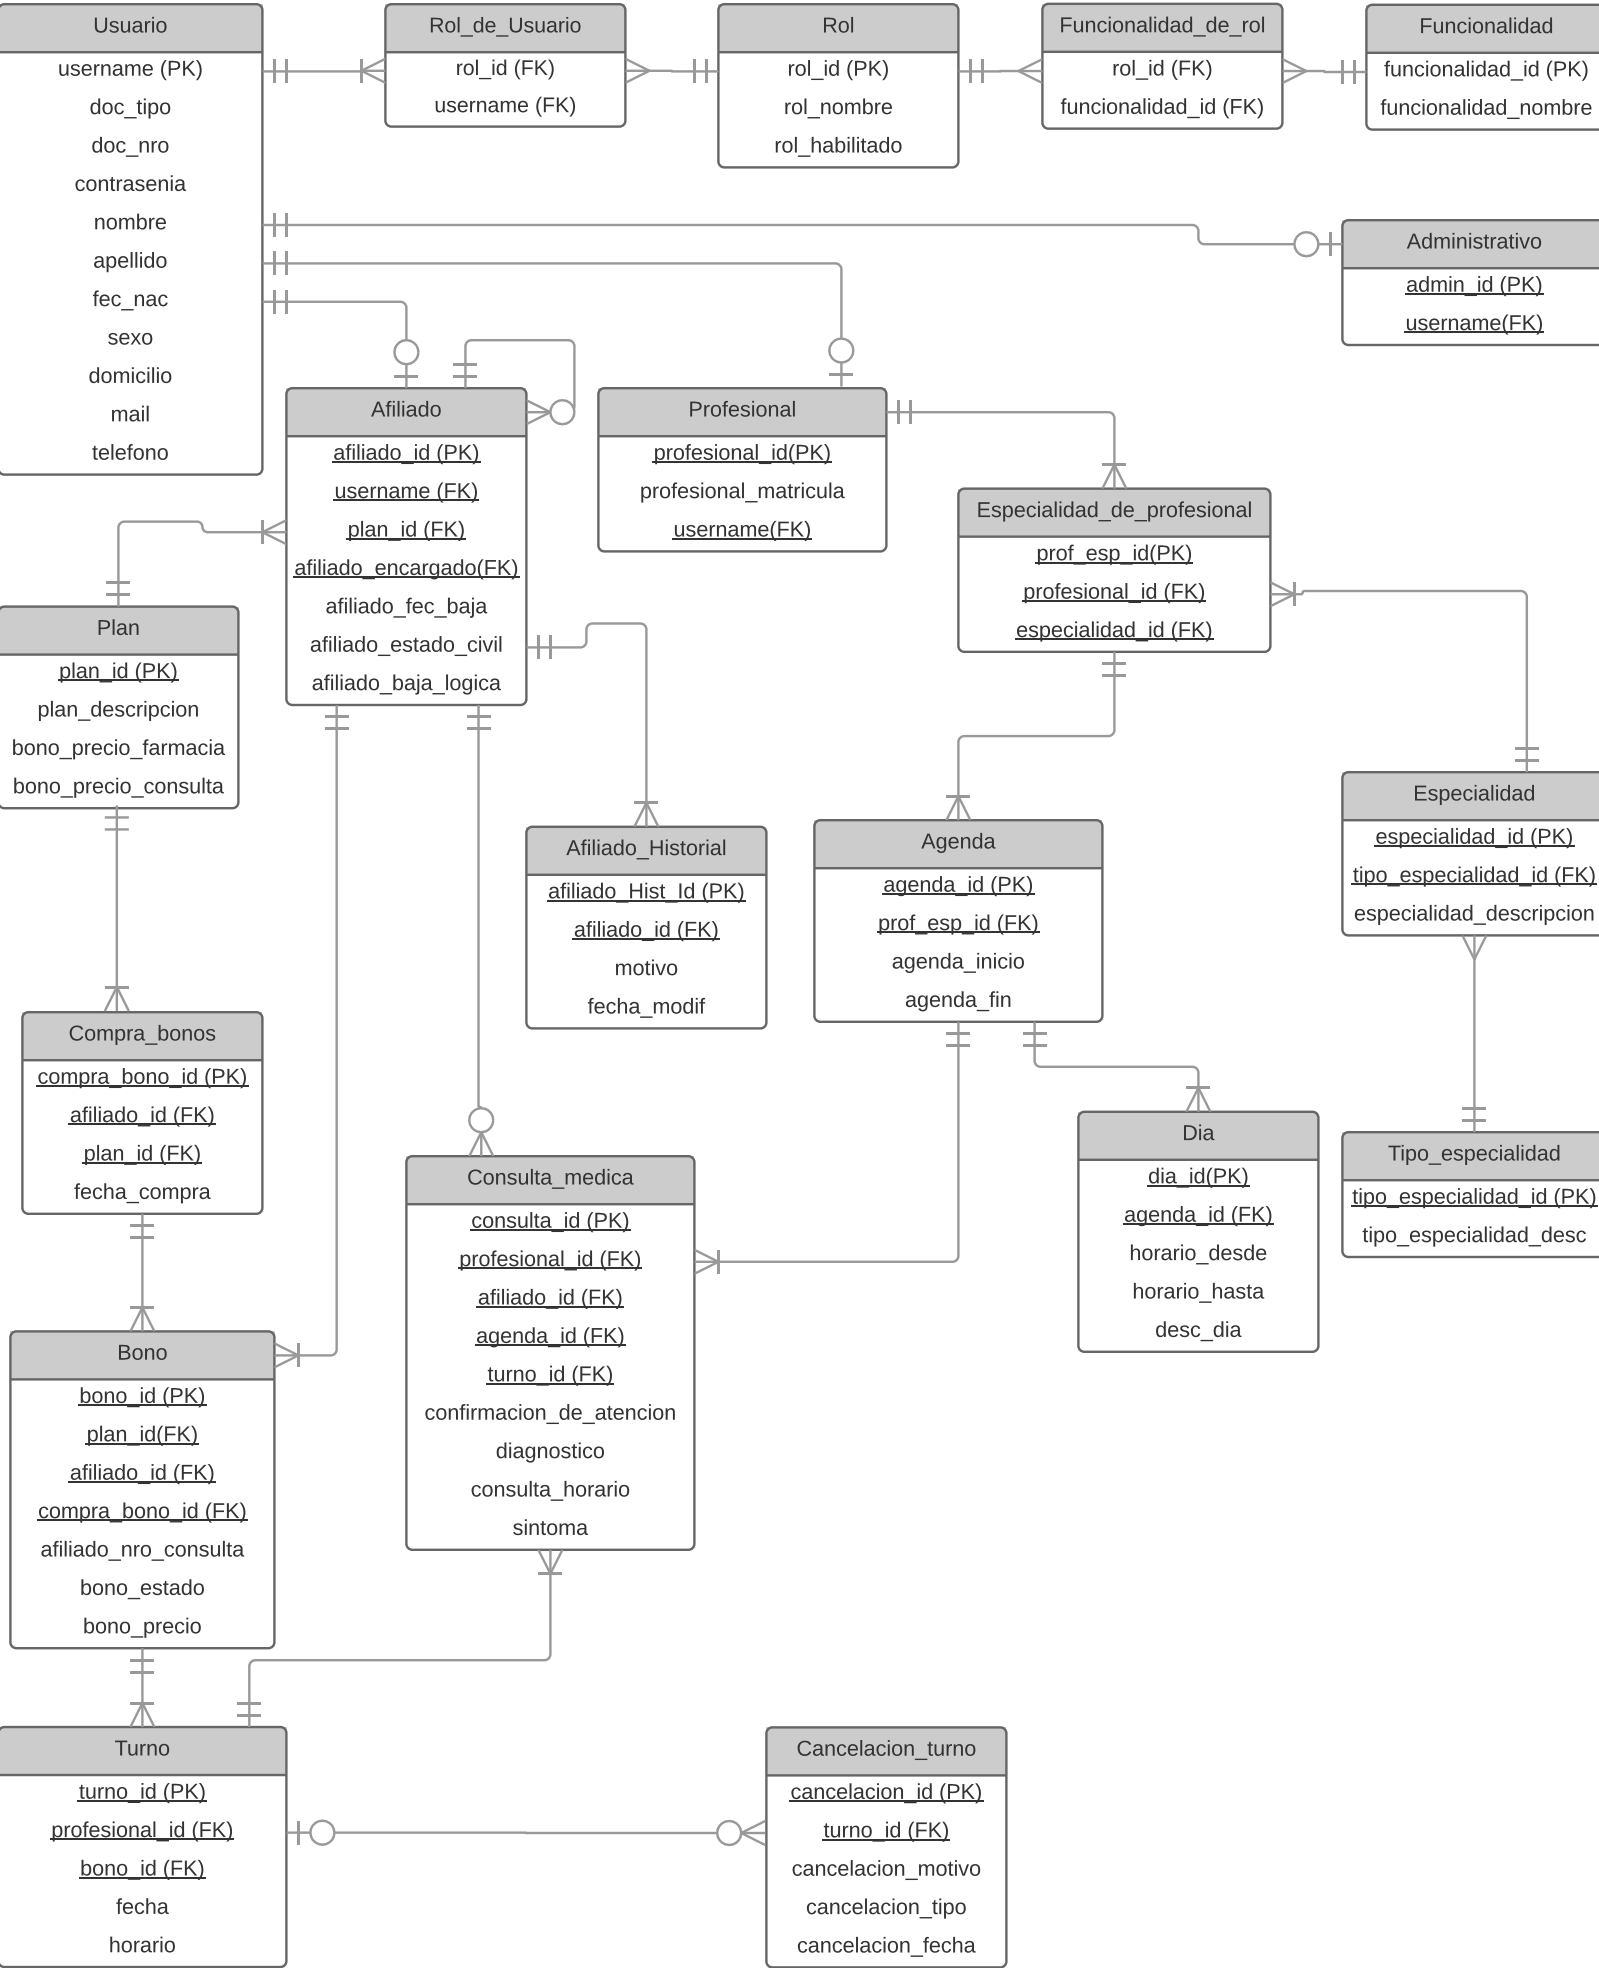 Usuario
username (PK)
doc_tipo
doc_nro
contrasenia
nombre
apellido
fec_nac
sexo
domicilio
mail
telefono
Rol_de_Usuario
rol_id (FK)
username (FK)
Rol
rol_id (PK)
rol_nombre
rol_habilitado
Funcionalidad_de_rol
rol_id (FK)
funcionalidad_id (FK)
Funcionalidad
funcionalidad_id (PK)
funcionalidad_nombre
Administrativo
admin_id (PK)
username(FK)
Afiliado
afiliado_id (PK)
username (FK)
plan_id (FK)
afiliado_encargado(FK)
afiliado_fec_baja
afiliado_estado_civil
afiliado_baja_logica
Profesional
profesional_id(PK)
profesional_matricula
username(FK)
Especialidad_de_profesional
prof_esp_id(PK)
profesional_id (FK)
especialidad_id (FK)
Plan
plan_id (PK)
plan_descripcion
bono_precio_farmacia
bono_precio_consulta
Afiliado_Historial
afiliado_Hist_Id (PK)
afiliado_id (FK)
motivo
fecha_modif
Agenda
agenda_id (PK)
prof_esp_id (FK)
agenda_inicio
agenda_fin
Especialidad
especialidad_id (PK)
tipo_especialidad_id (FK)
especialidad_descripcion
Compra_bonos
compra_bono_id (PK)
afiliado_id (FK)
plan_id (FK)
fecha_compra
Consulta_medica
consulta_id (PK)
profesional_id (FK)
afiliado_id (FK)
agenda_id (FK)
turno_id (FK)
confirmacion_de_atencion
diagnostico
consulta_horario
sintoma
Dia
dia_id(PK)
agenda_id (FK)
horario_desde
horario_hasta
desc_dia
Tipo_especialidad
tipo_especialidad_id (PK)
tipo_especialidad_desc
Bono
bono_id (PK)
plan_id(FK)
afiliado_id (FK)
compra_bono_id (FK)
afiliado_nro_consulta
bono_estado
bono_precio
Turno
turno_id (PK)
profesional_id (FK)
bono_id (FK)
fecha
horario
Cancelacion_turno
cancelacion_id (PK)
turno_id (FK)
cancelacion_motivo
cancelacion_tipo
cancelacion_fecha